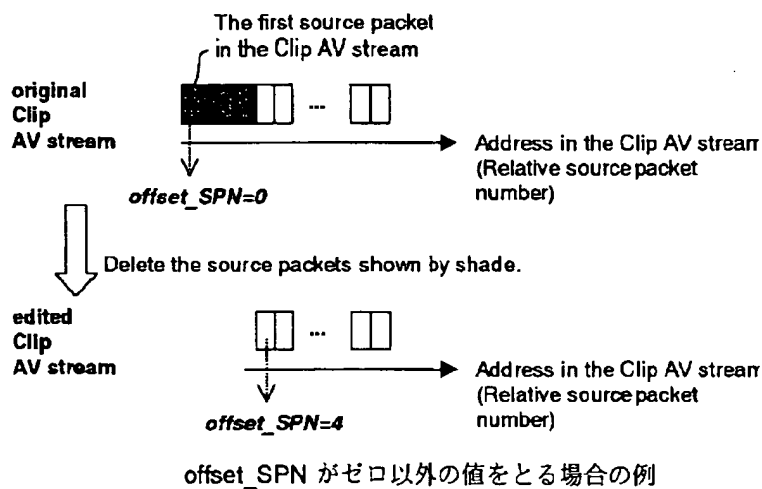 The first source packet
in the Clip AV stream
original
Clip
AV stream
...
Address in the Clip AV stream
(Relative source packet
number)
offset_SPN=0
Delete the source packets shown by shade.
edited
Clip
AV stream
...
Address in the Clip AV stream
(Relative source packet
number)
offset_SPN=4
offset_SPN がゼロ以外の値をとる場合の例